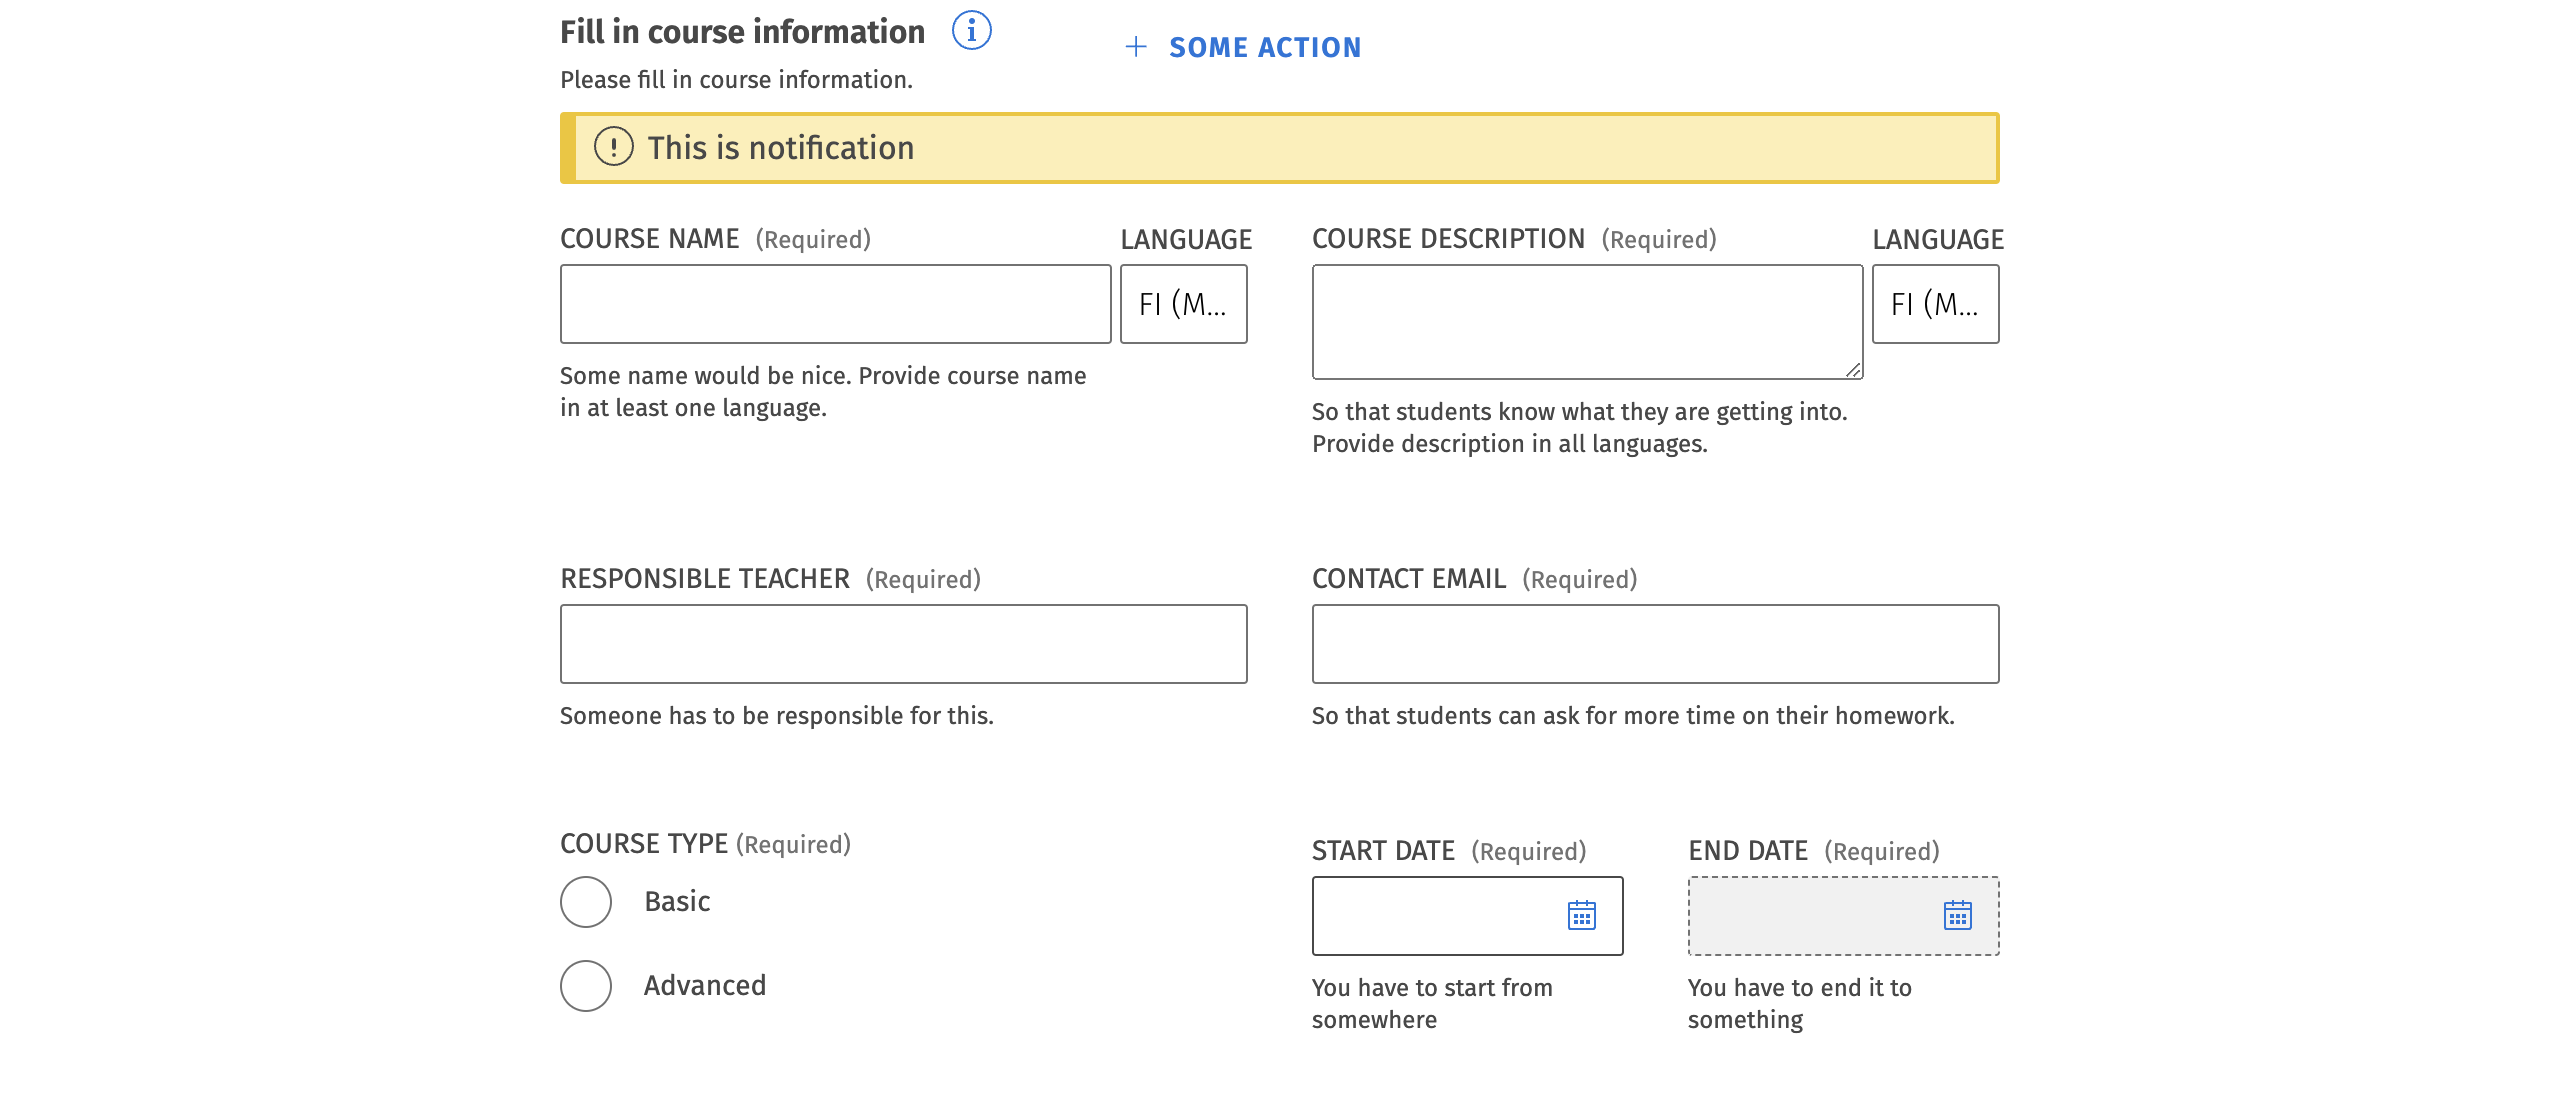 Fill in course information
+ SOME ACTION
Please fill in course information.
This is notification
COURSE NAME (Required)
LANGUAGE
COURSE DESCRIPTION (Required)
LANGUAGE
FI (M...
FI (M...
Some name would be nice. Provide course name
in at least one language.
So that students know what they are getting into.
Provide description in all languages.
RESPONSIBLE TEACHER (Required)
CONTACT EMAIL (Required)
Someone has to be responsible for this.
So that students can ask for more time on their homework.
COURSE TYPE (Required)
Basic
Advanced
START DATE (Required)
END DATE (Required)
You have to start from
somewhere
You have to end it to
something